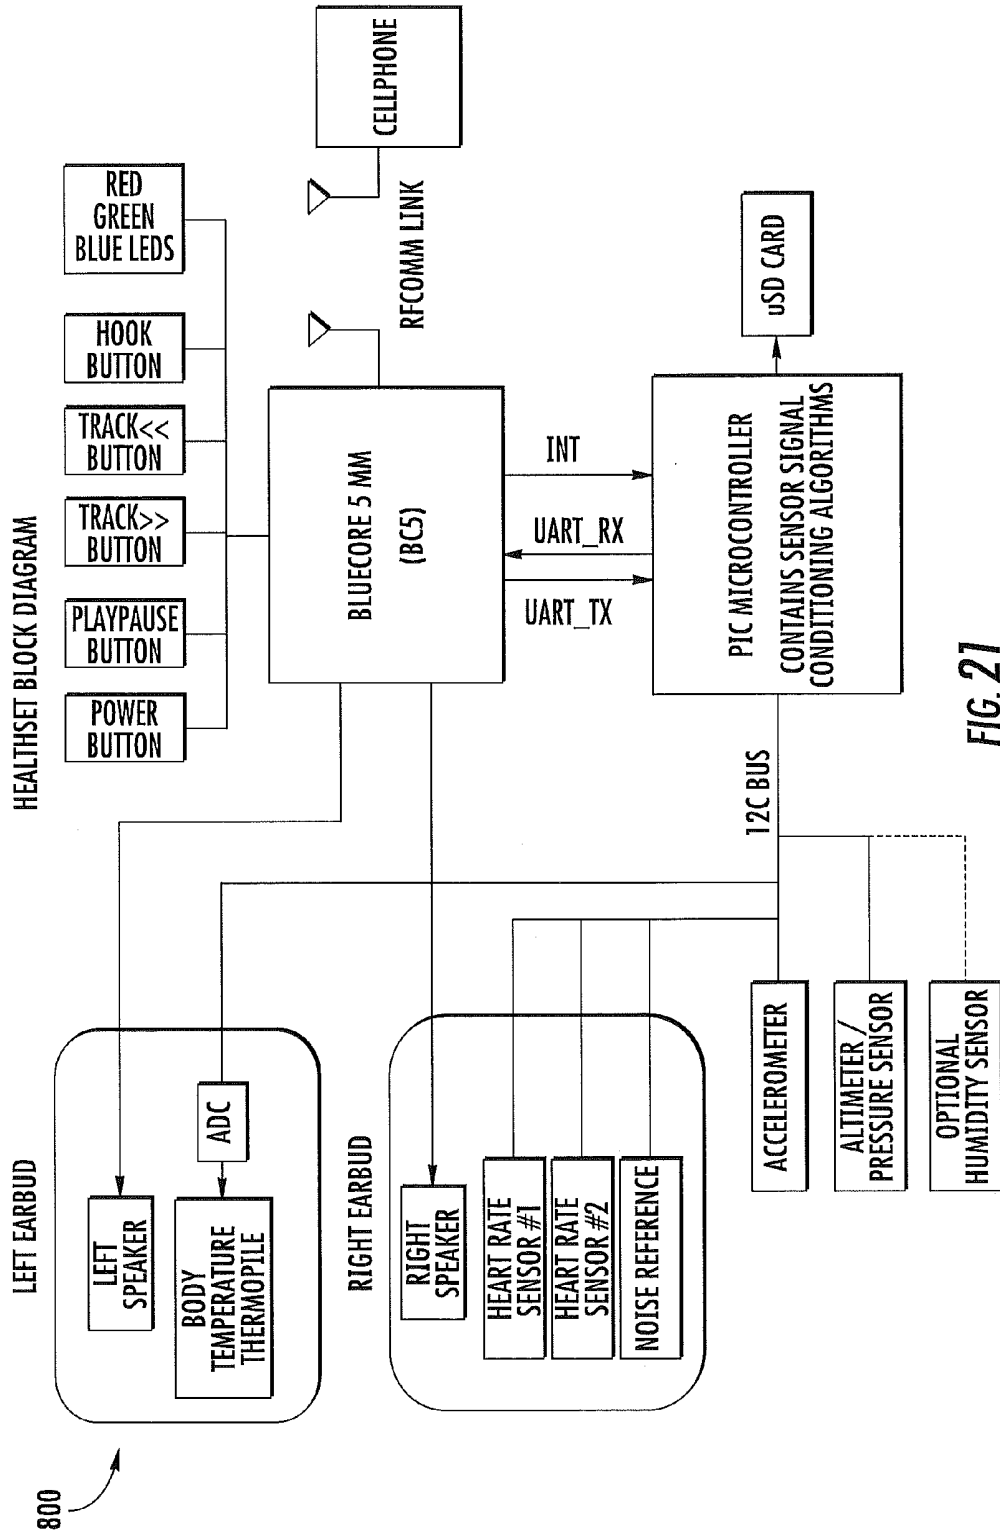 HEALTHSET BLOCK DIAGRAM
800
LEFT EARBUD
LEFT
SPEAKER
BODY
TEMPERATURE
THERMOPILE
ADC
RIGHT EARBUD
RIGHT
SPEAKER
HEART RATE
SENSOR #1
HEART RATE
SENSOR #2
NOISE REFERENCE
ACCELEROMETER
ALTIMETER /
PRESSURE SENSOR
OPTIONAL
HUMIDITY SENSOR
POWER
BUTTON
PLAYPAUSE
BUTTON
TRACK>>
BUTTON
TRACK<<
BUTTON
HOOK
BUTTON
RED
GREEN
BLUE LEDS
BLUECORE 5 MM
(BC5)
RFCOMM LINK
CELLPHONE
UART_TX
UART_RX
INT
PIC MICROCONTROLLER
CONTAINS SENSOR SIGNAL
CONDITIONING ALGORITHMS
12C BUS
uSD CARD
FIG. 21